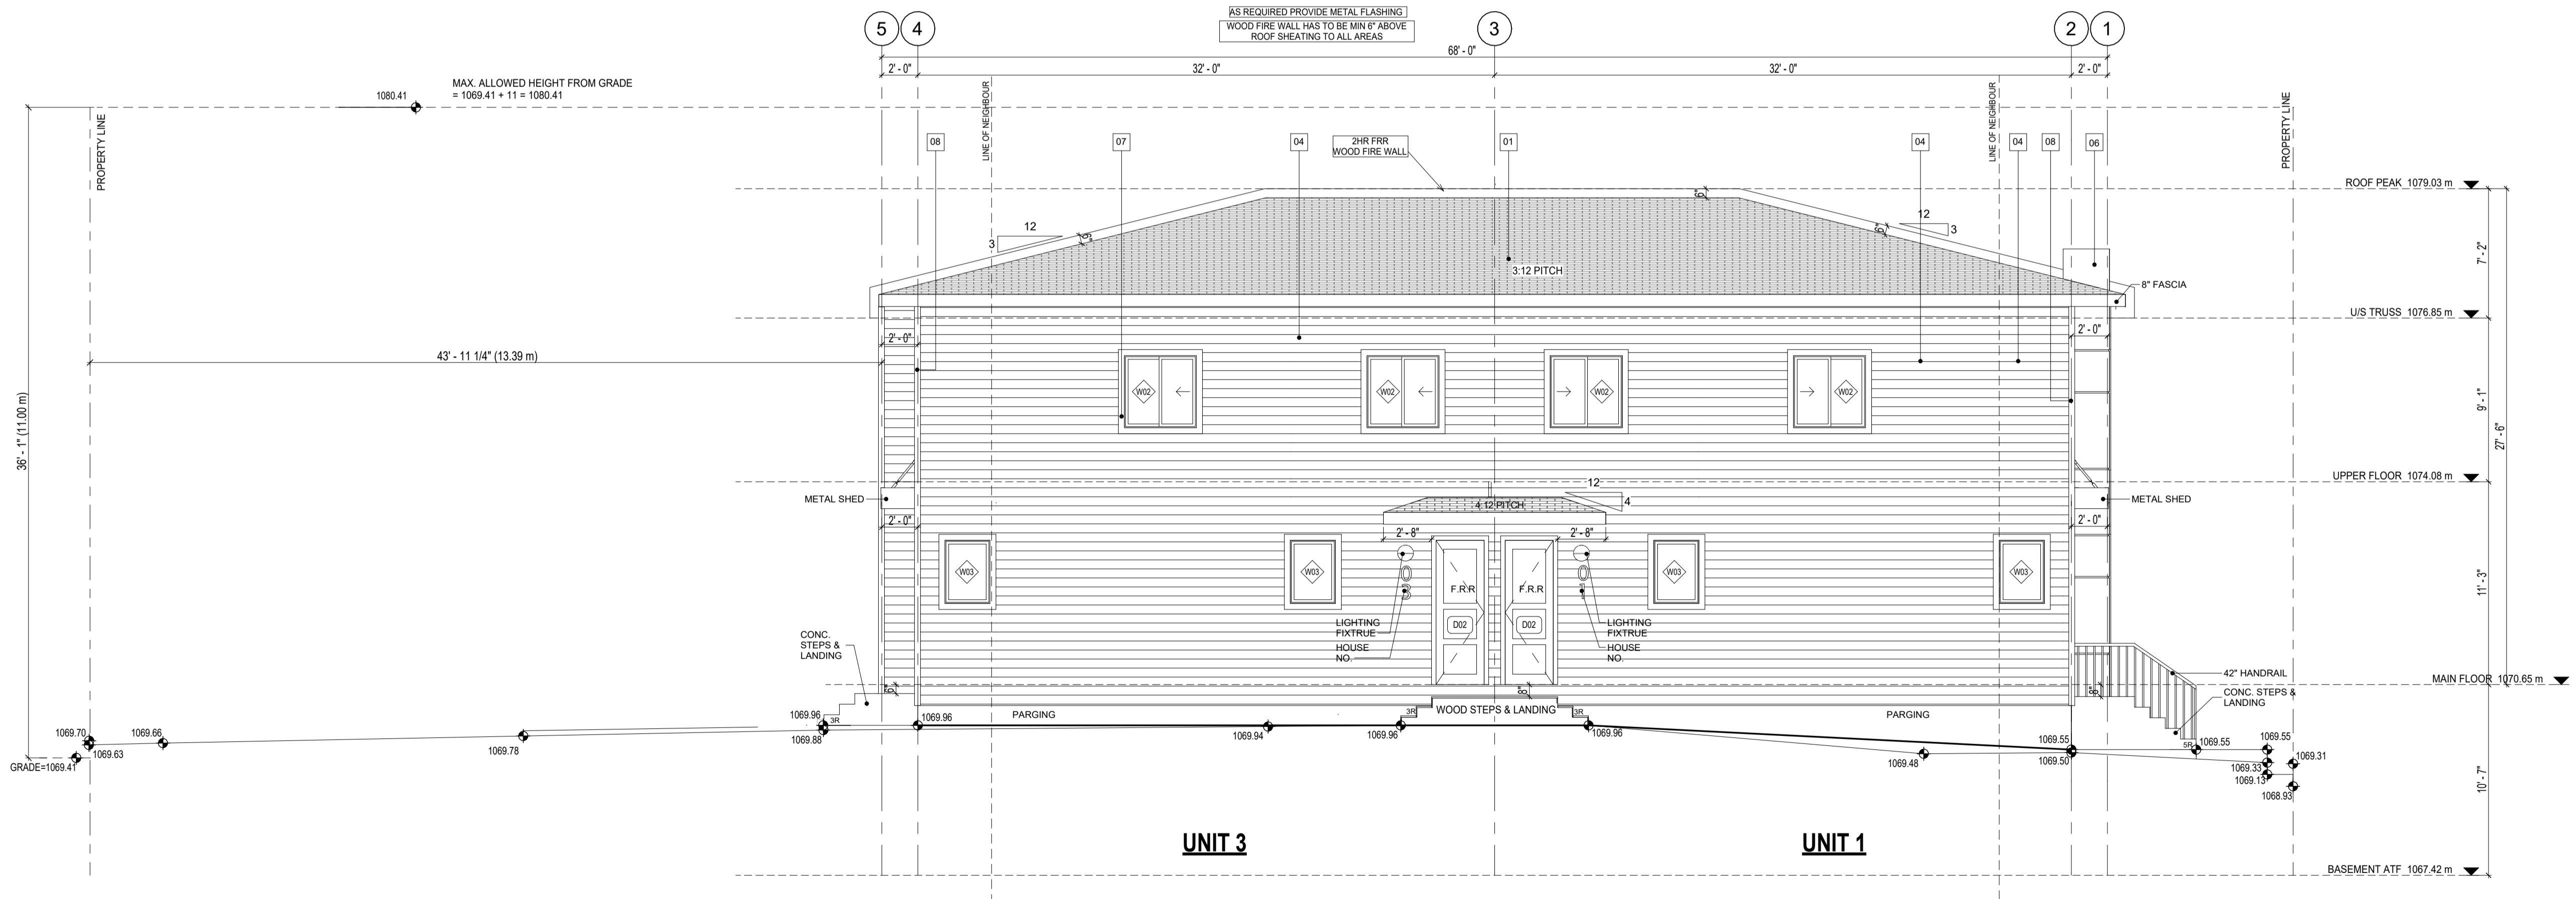 AS REQUIRED PROVIDE METAL FLASHING
WOOD FIRE WALL HAS TO BE MIN 6" ABOVE
ROOF SHEATING TO ALL AREAS
5
4
3
2
1
68' - 0"
2' - 0"
32' - 0"
32' - 0"
2' - 0"
MAX. ALLOWED HEIGHT FROM GRADE
= 1069.41 + 11 = 1080.41
1080.41
PROPERTY LINE
LINE OF NEIGHBOUR
LINE OF NEIGHBOUR
PROPERTY LINE
08
07
04
2HR FRR
WOOD FIRE WALL
01
04
04
08
06
ROOF PEAK 1079.03 m
6"
12
3
6"
12
3
6"
3:12 PITCH
7' - 2"
8" FASCIA
U/S TRUSS 1076.85 m
2' - 0"
2' - 0"
43' - 11 1/4" (13.39 m)
36' - 1" (11.00 m)
W02
W02
W02
W02
9' - 1"
27' - 6"
UPPER FLOOR 1074.08 m
METAL SHED
METAL SHED
12
4
4:12 PITCH
2' - 0"
2' - 0"
2' - 8"
2' - 8"
W03
W03
W03
W03
03
01
F.R.R
F.R.R
D02
D02
11' - 3"
LIGHTING
FIXTRUE
HOUSE
NO.
LIGHTING
FIXTRUE
HOUSE
NO.
CONC.
STEPS &
LANDING
42" HANDRAIL
MAIN FLOOR 1070.65 m
CONC. STEPS &
LANDING
6"
8"
8"
WOOD STEPS & LANDING
PARGING
PARGING
3R
3R
3R
5R
1069.70
1069.66
1069.63
GRADE=1069.41
1069.78
1069.96
1069.88
1069.96
1069.94
1069.96
1069.96
1069.48
1069.55
1069.50
1069.55
1069.55
1069.31
1069.33
1069.13
1068.93
10' - 7"
UNIT 3
UNIT 1
BASEMENT ATF 1067.42 m